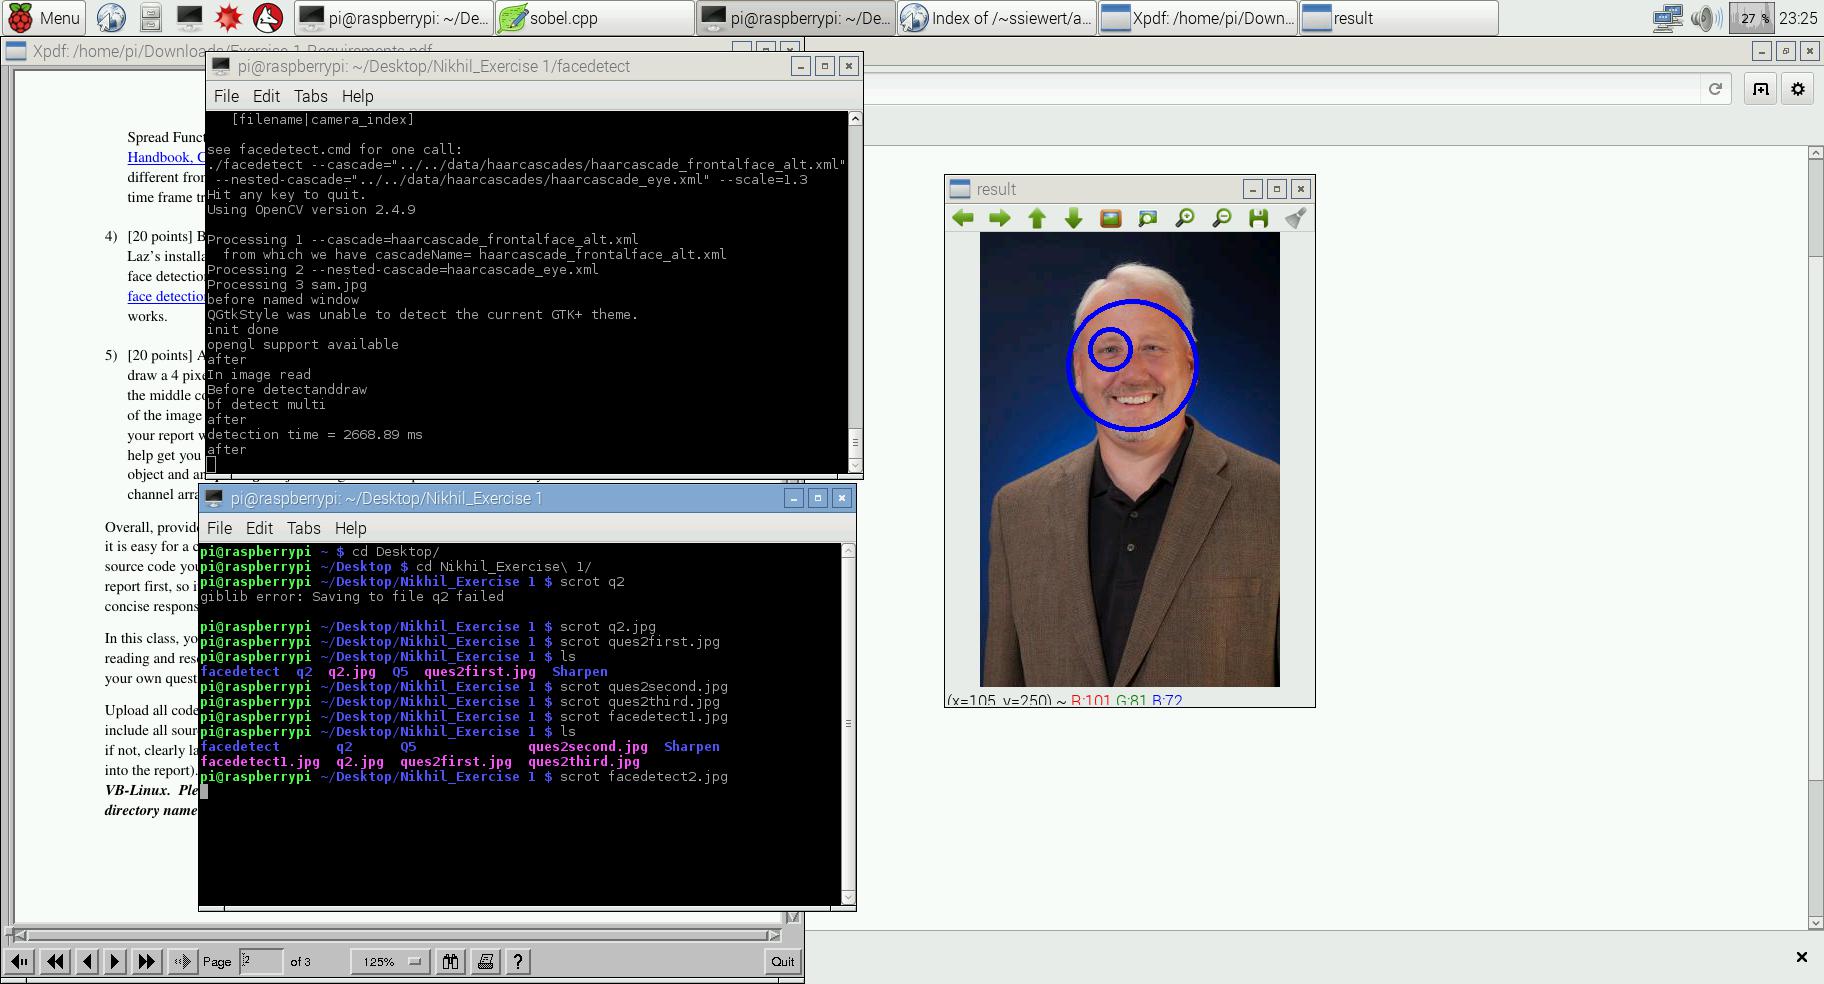 Menu
pi@raspberrypi: ~/De...
sobel.cpp
pi@raspberrypi: ~/De...
Index of /~ssiewert/a...
Xpdf: /home/pi/Down...
result
27 %
23:25
Xpdf: /home/pi/Downloads/Exercise-1-Requirements.pdf
pi@raspberrypi: ~/Desktop/Nikhil_Exercise 1/facedetect
File Edit Tabs Help
[filename|camera_index]
see facedetect.cmd for one call:
./facedetect --cascade="../../data/haarcascades/haarcascade_frontalface_alt.xml"
--nested-cascade="../../data/haarcascades/haarcascade_eye.xml" --scale=1.3
Hit any key to quit.
Using OpenCV version 2.4.9
Processing 1 --cascade=haarcascade_frontalface_alt.xml
from which we have cascadeName= haarcascade_frontalface_alt.xml
Processing 2 --nested-cascade=haarcascade_eye.xml
Processing 3 sam.jpg
before named window
QGtkStyle was unable to detect the current GTK+ theme.
init done
opengl support available
after
In image read
Before detectanddraw
bf detect multi
after
detection time = 2668.89 ms
after
pi@raspberrypi: ~/Desktop/Nikhil_Exercise 1
File Edit Tabs Help
pi@raspberrypi ~ $ cd Desktop/
pi@raspberrypi ~/Desktop $ cd Nikhil_Exercise\ 1/
pi@raspberrypi ~/Desktop/Nikhil_Exercise 1 $ scrot q2
giblib error: Saving to file q2 failed
pi@raspberrypi ~/Desktop/Nikhil_Exercise 1 $ scrot q2.jpg
pi@raspberrypi ~/Desktop/Nikhil_Exercise 1 $ scrot ques2first.jpg
pi@raspberrypi ~/Desktop/Nikhil_Exercise 1 $ ls
facedetect q2 q2.jpg Q5 ques2first.jpg Sharpen
pi@raspberrypi ~/Desktop/Nikhil_Exercise 1 $ scrot ques2second.jpg
pi@raspberrypi ~/Desktop/Nikhil_Exercise 1 $ scrot ques2third.jpg
pi@raspberrypi ~/Desktop/Nikhil_Exercise 1 $ scrot facedetect1.jpg
pi@raspberrypi ~/Desktop/Nikhil_Exercise 1 $ ls
facedetect q2 Q5 ques2second.jpg Sharpen
facedetect1.jpg q2.jpg ques2first.jpg ques2third.jpg
pi@raspberrypi ~/Desktop/Nikhil_Exercise 1 $ scrot facedetect2.jpg
Spread Funct
Handbook, C
different fron
time frame tr
4) [20 points] B
Laz's installa
face detection
face detection
works.
5) [20 points] A
draw a 4 pixe
the middle co
of the image
your report w
help get you
object and an
channel arra
Overall, provide
it is easy for a c
source code you
report first, so i
concise respons
In this class, yo
reading and rese
your own quest
Upload all code
include all sour
if not, clearly la
into the report).
VB-Linux. Ple
directory name
Page 2 of 3
125%
?
Quit
result
(x=105, y=250) ~ R:101 G:81 B:72